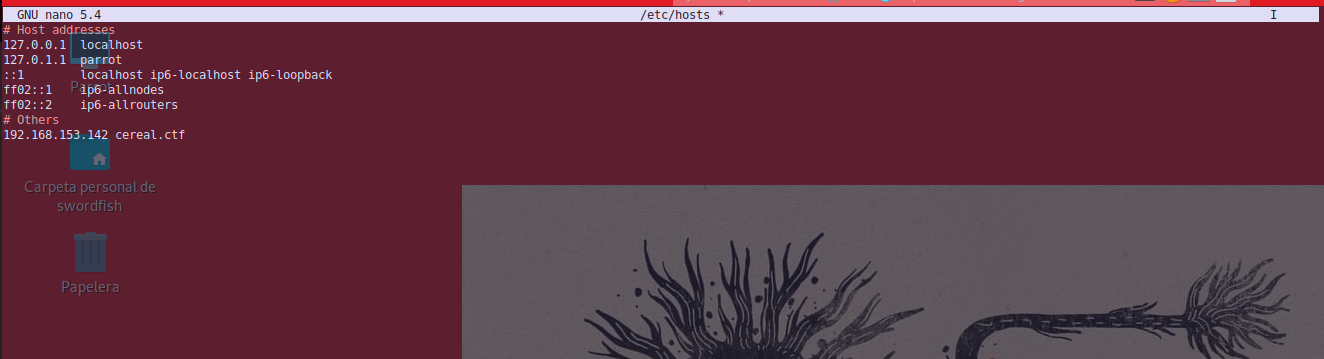 GNU nano 5.4 /etc/hosts * I
# Host addresses
127.0.0.1 localhost
127.0.1.1 parrot
::1 localhost ip6-localhost ip6-loopback
ff02::1 ip6-allnodes
ff02::2 ip6-allrouters
# Others
192.168.153.142 cereal.ctf
Carpeta personal de
swordfish
Papelera